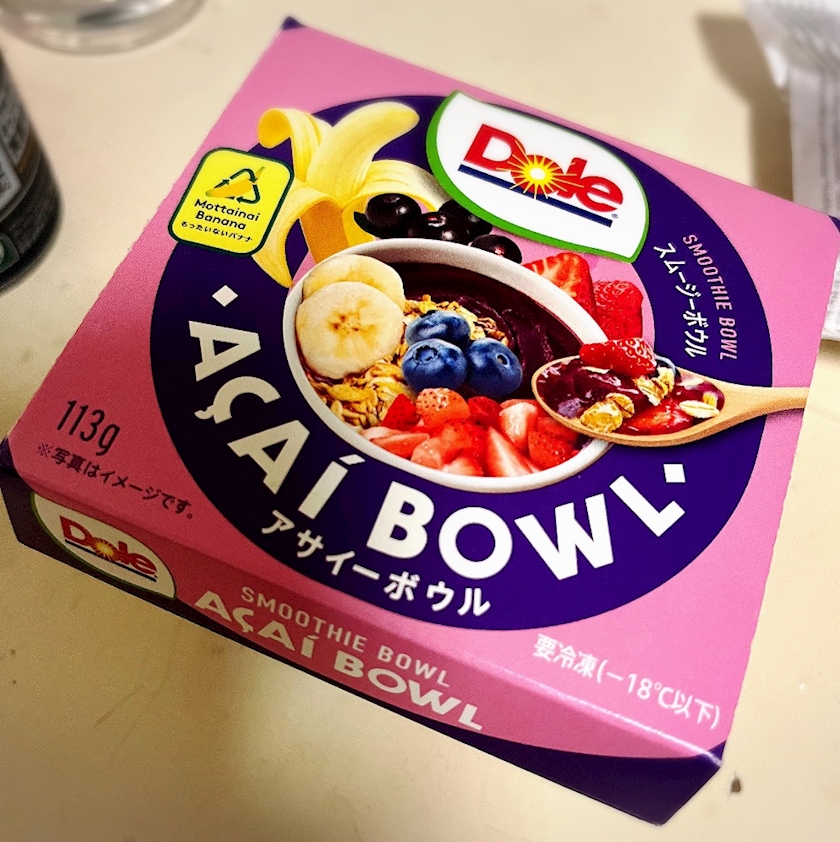 Dole
Mottainai
Banana
もったいないバナナ
SMOOTHIE BOWL
スムージーボウル
AÇAÍ BOWL
アサイーボウル
113g
※写真はイメージです。
要冷凍(－18℃以下)
Dole
SMOOTHIE BOWL
AÇAÍ BOWL